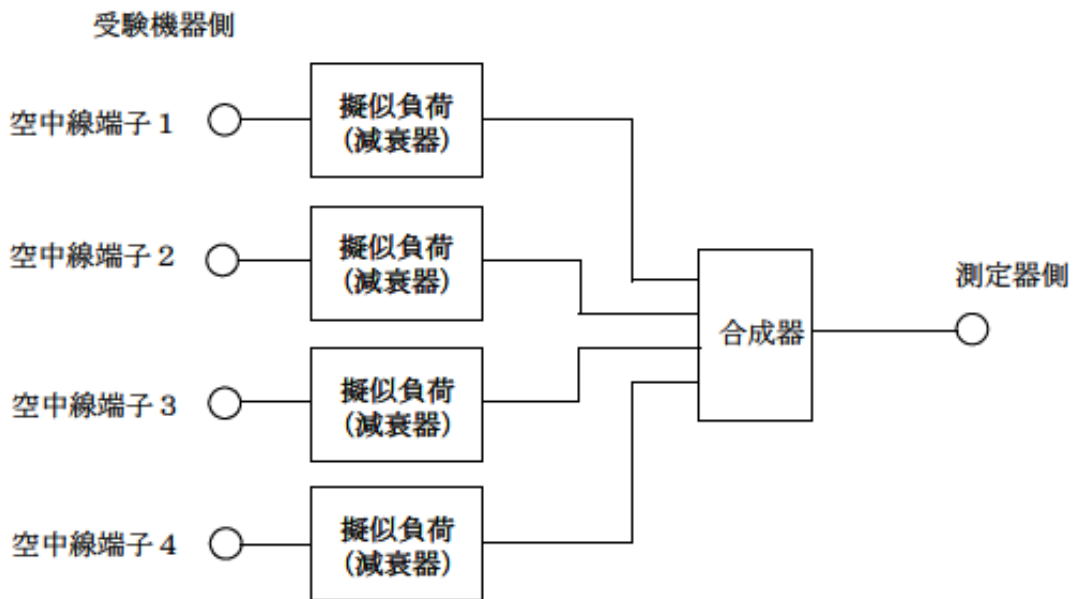 受験機器側
空中線端子1
擬似負荷
(減衰器)
空中線端子2
擬似負荷
(減衰器)
測定器側
合成器
空中線端子3
擬似負荷
(減衰器)
空中線端子4
擬似負荷
(減衰器)